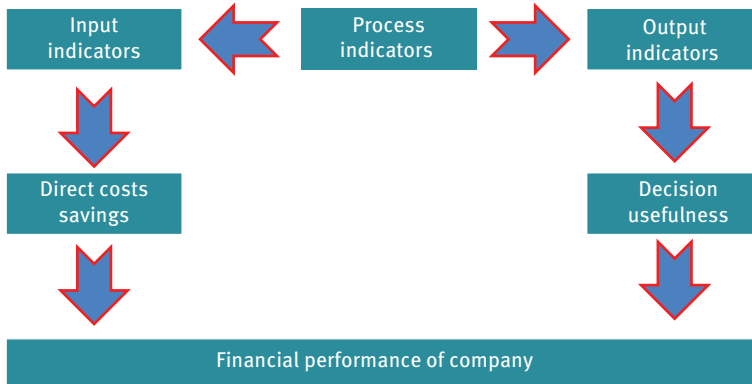 Input
indicators
Process
indicators
Output
indicators
Direct costs
savings
Decision
usefulness
Financial performance of company